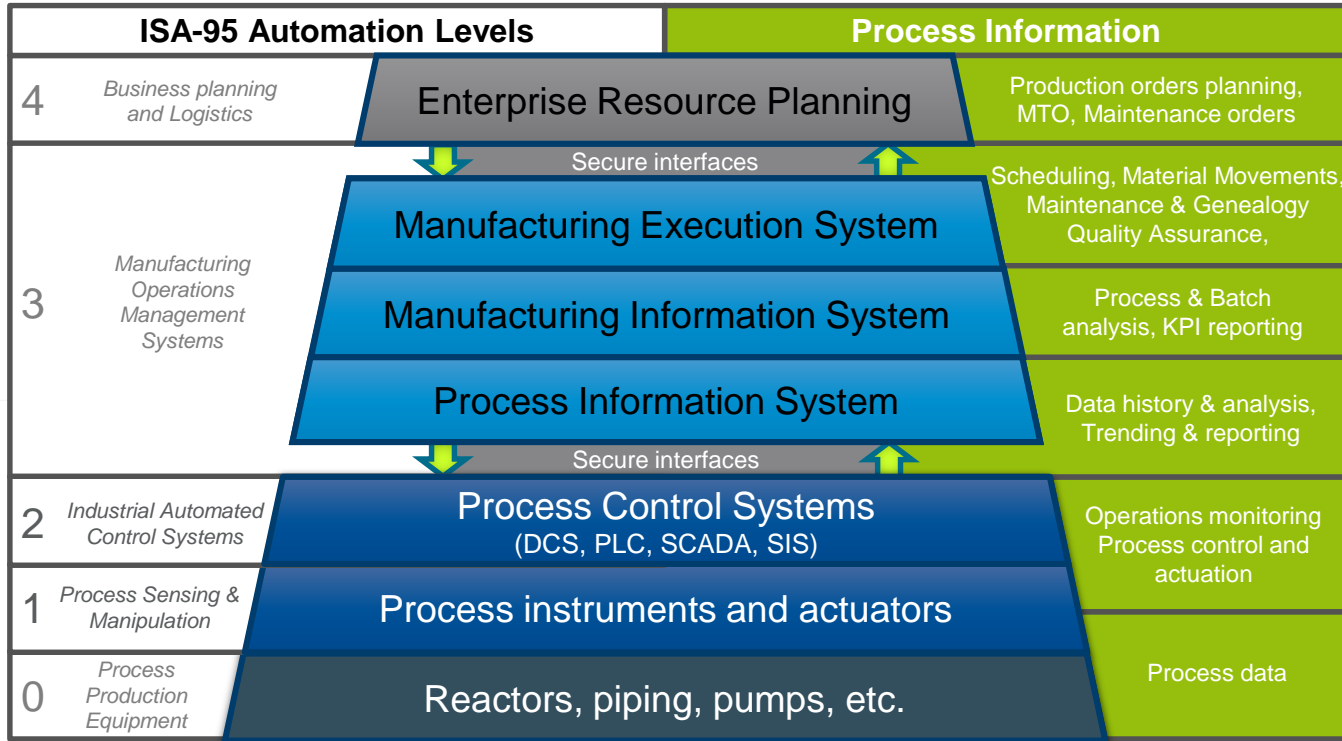 ISA-95 Automation Levels
Process Information
4
Business planning
and Logistics
Enterprise Resource Planning
Production orders planning,
MTO, Maintenance orders
Secure interfaces
3
Manufacturing
Operations
Management
Systems
Manufacturing Execution System
Scheduling, Material Movements,
Maintenance & Genealogy
Quality Assurance,
Manufacturing Information System
Process & Batch
analysis, KPI reporting
Process Information System
Data history & analysis,
Trending & reporting
Secure interfaces
2
Industrial Automated
Control Systems
Process Control Systems
(DCS, PLC, SCADA, SIS)
Operations monitoring
Process control and
actuation
1
Process Sensing &
Manipulation
Process instruments and actuators
0
Process
Production
Equipment
Reactors, piping, pumps, etc.
Process data